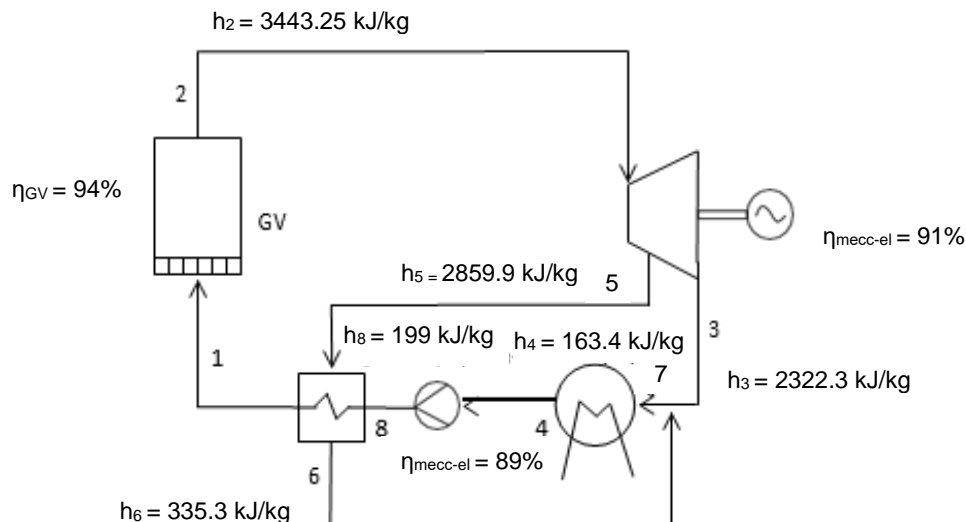 h2 = 3443.25 kJ/kg
2
ηGV = 94%
GV
ηmecc-el = 91%
h5 = 2859.9 kJ/kg
5
3
h8 = 199 kJ/kg
h4 = 163.4 kJ/kg
1
7
h3 = 2322.3 kJ/kg
8
4
ηmecc-el = 89%
6
h6 = 335.3 kJ/kg